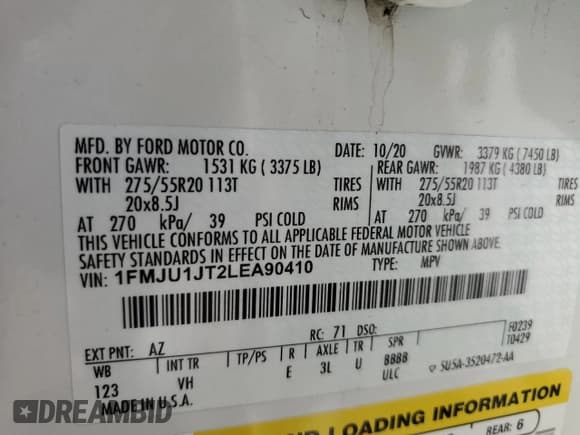 MFD. BY FORD MOTOR CO.
DATE: 10/20 GVWR: 3379 KG ( 7450 LB)
FRONT GAWR: 1531 KG ( 3375 LB) REAR GAWR: 1987 KG ( 4380 LB)
WITH 275/55R20 113T TIRES WITH 275/55R20 113T TIRES
20x8.5J RIMS 20x8.5J RIMS
AT 270 kPa/ 39 PSI COLD AT 270 kPa/ 39 PSI COLD
THIS VEHICLE CONFORMS TO ALL APPLICABLE FEDERAL MOTOR VEHICLE
SAFETY STANDARDS IN EFFECT ON THE DATE OF MANUFACTURE SHOWN ABOVE.
VIN: 1FMJU1JT2LEA90410 TYPE: MPV
F0239
T0429
EXT PNT: AZ RC: 71 DSO:
WB INT TR TP/PS R AXLE TR SPR
123 VH E 3L U BBBB
ULC
▽ SU5A-3520472-AA
MADE IN U.S.A.
LOADING INFORMATION
REAR: 6
DREAMBID